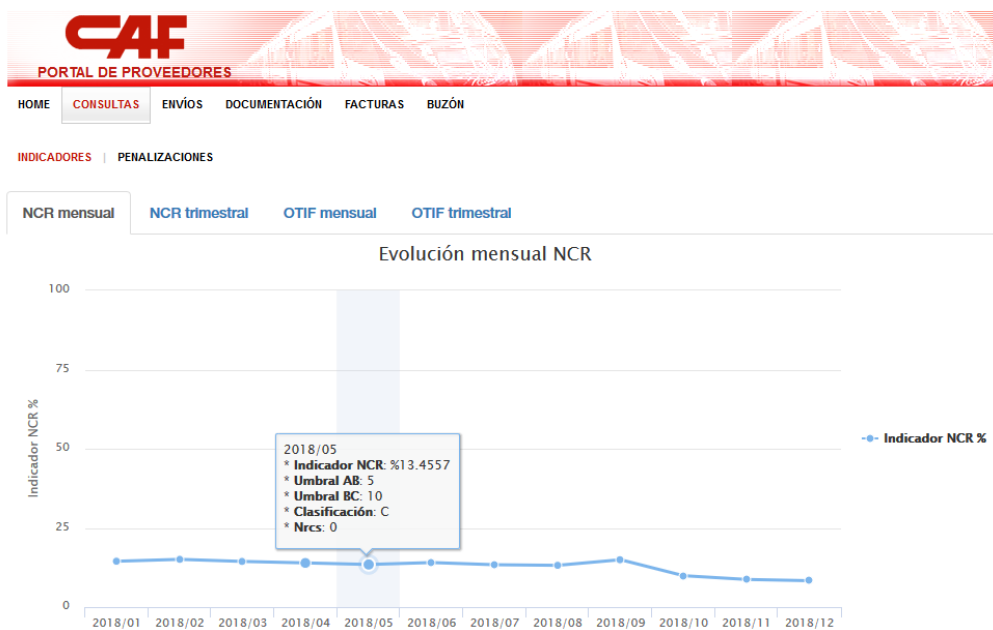 CAF
PORTAL DE PROVEEDORES
HOME CONSULTAS ENVÍOS DOCUMENTACIÓN FACTURAS BUZÓN
INDICADORES | PENALIZACIONES
NCR mensual NCR trimestral OTIF mensual OTIF trimestral
Evolución mensual NCR
100
75
50
25
0
Indicador NCR %
2018/05
* Indicador NCR: %13.4557
* Umbral AB: 5
* Umbral BC: 10
* Clasificación: C
* Nrcs: 0
Indicador NCR %
2018/01 2018/02 2018/03 2018/04 2018/05 2018/06 2018/07 2018/08 2018/09 2018/10 2018/11 2018/12